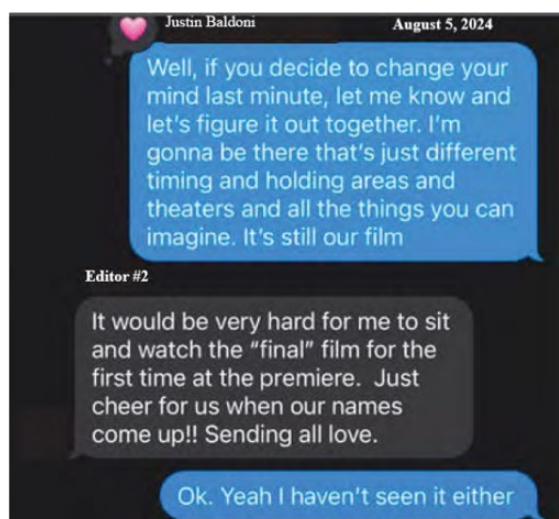 Justin Baldoni August 5, 2024
Well, if you decide to change your
mind last minute, let me know and
let's figure it out together. I'm
gonna be there that's just different
timing and holding areas and
theaters and all the things you can
imagine. It's still our film
Editor #2
It would be very hard for me to sit
and watch the “final” film for the
first time at the premiere.  Just
cheer for us when our names
come up!! Sending all love.
Ok. Yeah I haven't seen it either